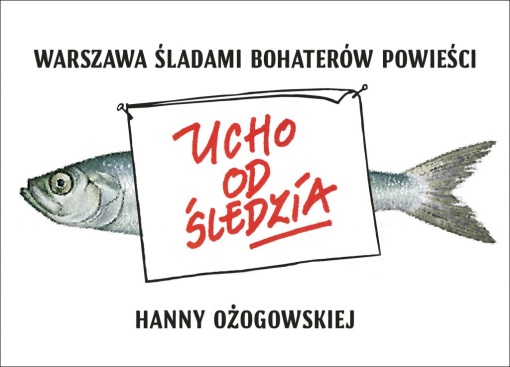 WARSZAWA ŚLADAMI BOHATERÓW POWIEŚCI
UCHO
OD
ŚLEDZIA
HANNY OŻOGOWSKIEJ